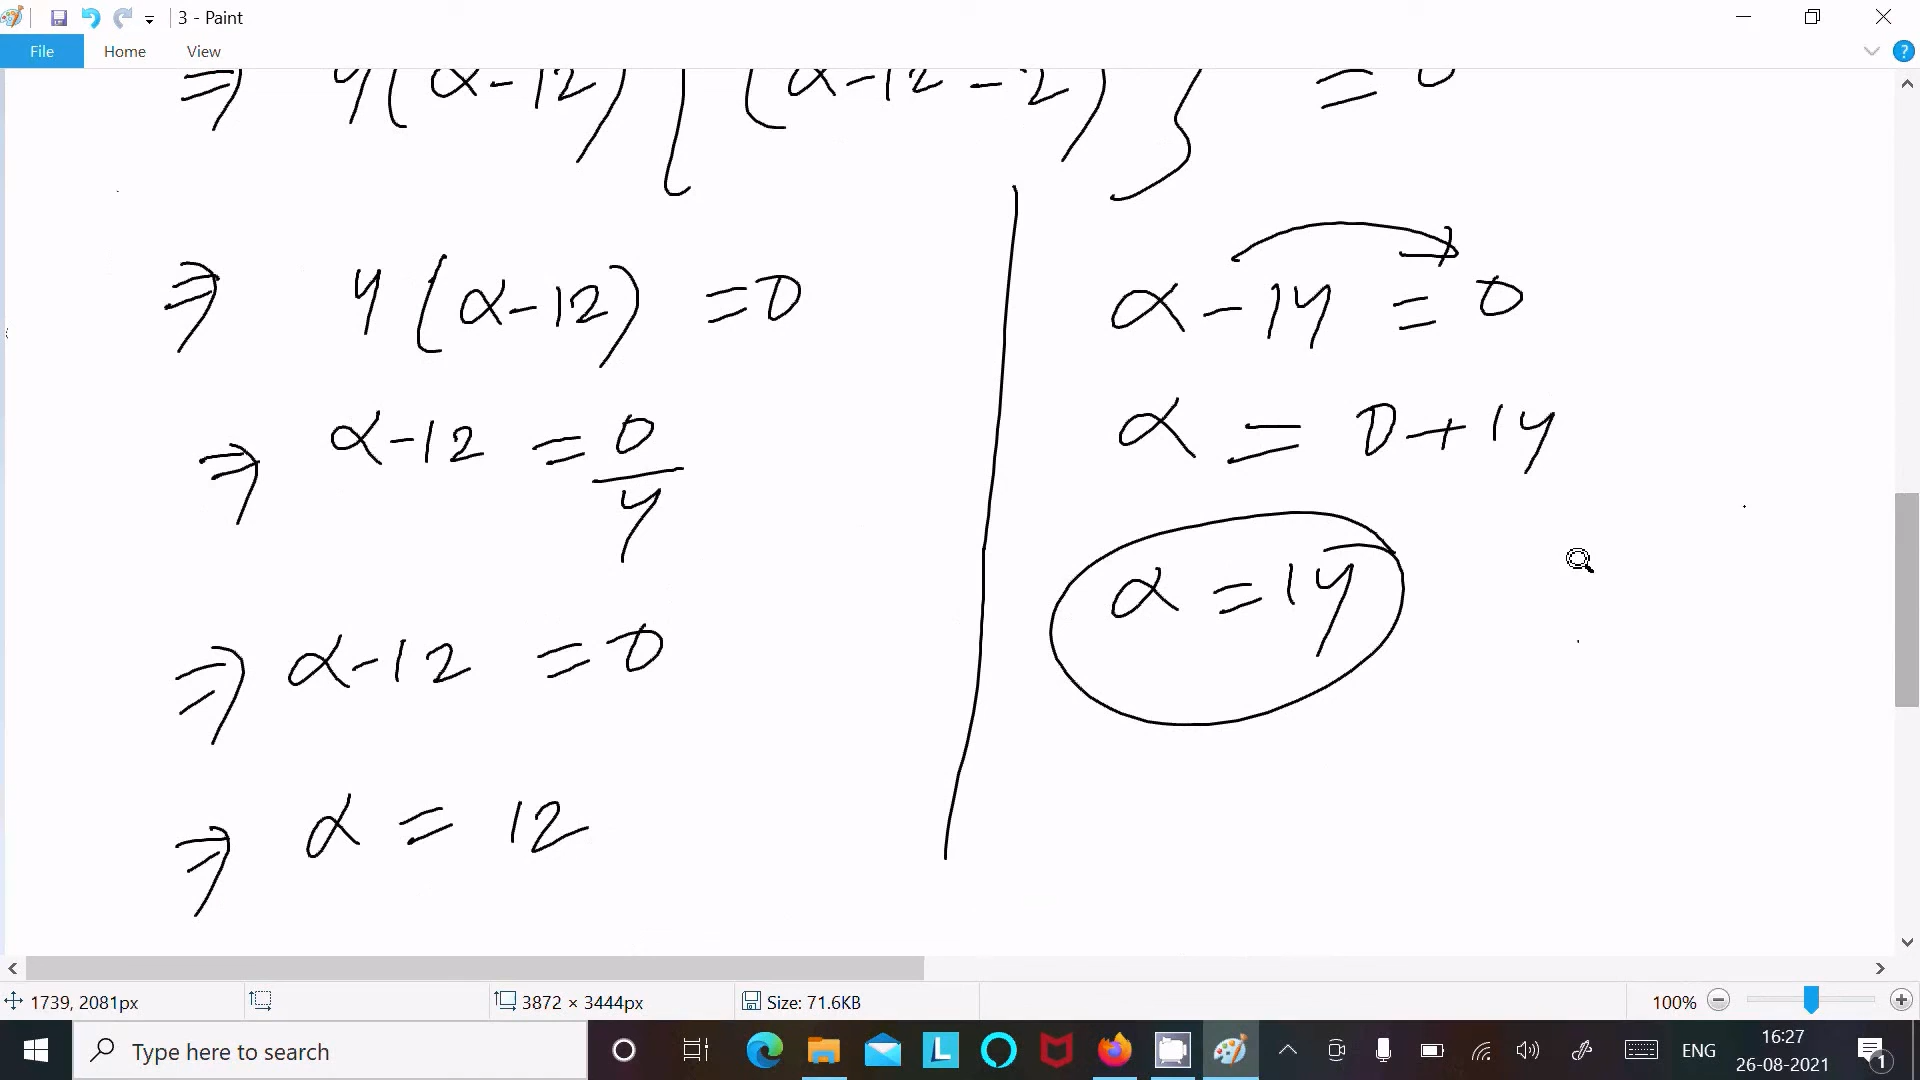 3 - Paint
File Home View
⇒ 4(α-12) { (α-12-2) } = 0
⇒ 4(α-12) = 0
⇒ α-12 = 0/4
⇒ α-12 = 0
⇒ α = 12
α-14 = 0
α = 0+14
α = 14
1739, 2081px 3872 × 3444px Size: 71.6KB 100%
Type here to search
L
ENG
16:27
26-08-2021
1